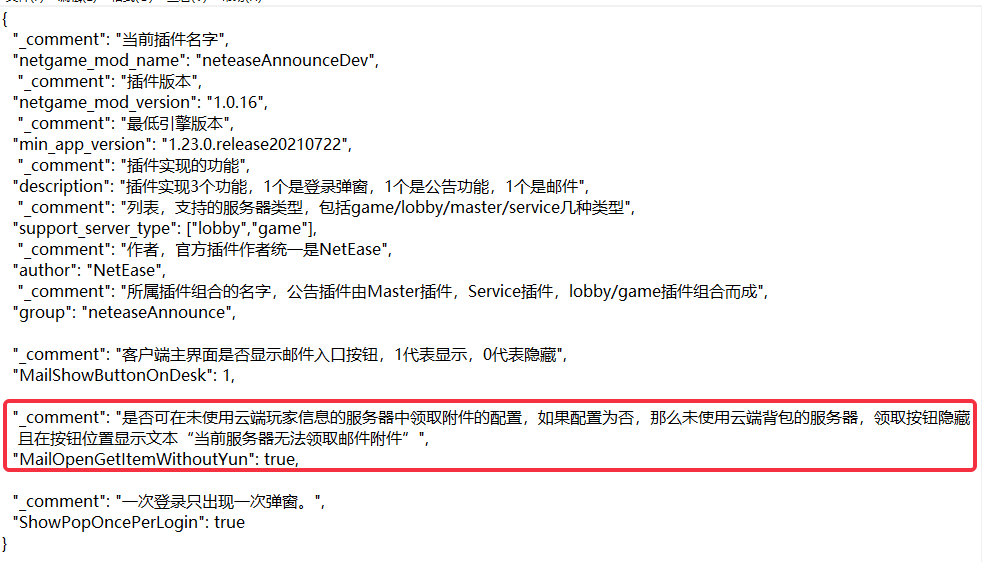 {
"_comment": "当前插件名字",
"netgame_mod_name": "neteaseAnnounceDev",
"_comment": "插件版本",
"netgame_mod_version": "1.0.16",
"_comment": "最低引擎版本",
"min_app_version": "1.23.0.release20210722",
"_comment": "插件实现的功能",
"description": "插件实现3个功能，1个是登录弹窗，1个是公告功能，1个是邮件",
"_comment": "列表，支持的服务器类型，包括game/lobby/master/service几种类型",
"support_server_type": ["lobby","game"],
"_comment": "作者，官方插件作者统一是NetEase",
"author": "NetEase",
"_comment": "所属插件组合的名字，公告插件由Master插件，Service插件，lobby/game插件组合而成",
"group": "neteaseAnnounce",
"_comment": "客户端主界面是否显示邮件入口按钮，1代表显示，0代表隐藏",
"MailShowButtonOnDesk": 1,
"_comment": "是否可在未使用云端玩家信息的服务器中领取附件的配置，如果配置为否，那么未使用云端背包的服务器，领取按钮隐藏
且在按钮位置显示文本“当前服务器无法领取邮件附件”",
"MailOpenGetItemWithoutYun": true,
"_comment": "一次登录只出现一次弹窗。",
"ShowPopOncePerLogin": true
}